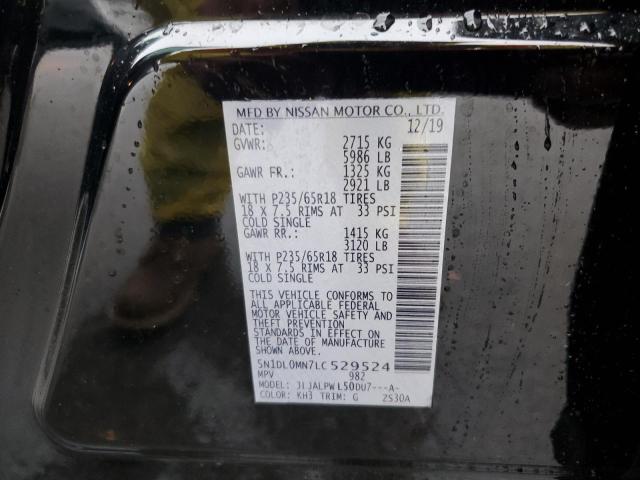 MFD BY NISSAN MOTOR CO., LTD.
DATE: 12/19
GVWR: 2715 KG
5986 LB
GAWR FR.: 1325 KG
2921 LB
WITH P235/65R18 TIRES
18 X 7.5 RIMS AT 33 PSI
COLD SINGLE
GAWR RR.: 1415 KG
3120 LB
WITH P235/65R18 TIRES
18 X 7.5 RIMS AT 33 PSI
COLD SINGLE
THIS VEHICLE CONFORMS TO
ALL APPLICABLE FEDERAL
MOTOR VEHICLE SAFETY AND
THEFT PREVENTION
STANDARDS IN EFFECT ON
THE DATE OF MANUFACTURE
SHOWN ABOVE.
5N1DL0MN7LC529524
MPV 982
MODEL: JLJALPWL50DU7---A-
COLOR: KH3 TRIM: G 2S30A